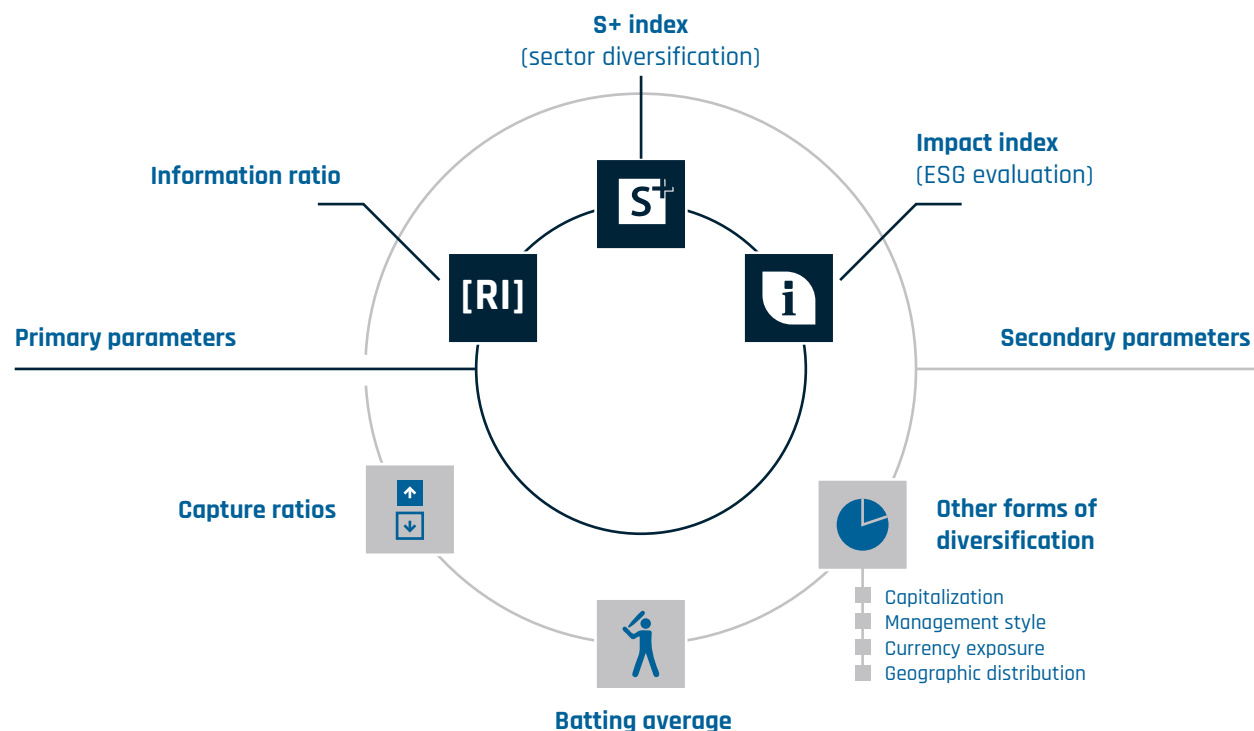 S+ index
(sector diversification)
Impact index
(ESG evaluation)
Information ratio
S+
[RI]
i
Primary parameters
Secondary parameters
Capture ratios
Other forms of
diversification
Capitalization
Management style
Currency exposure
Geographic distribution
Batting average